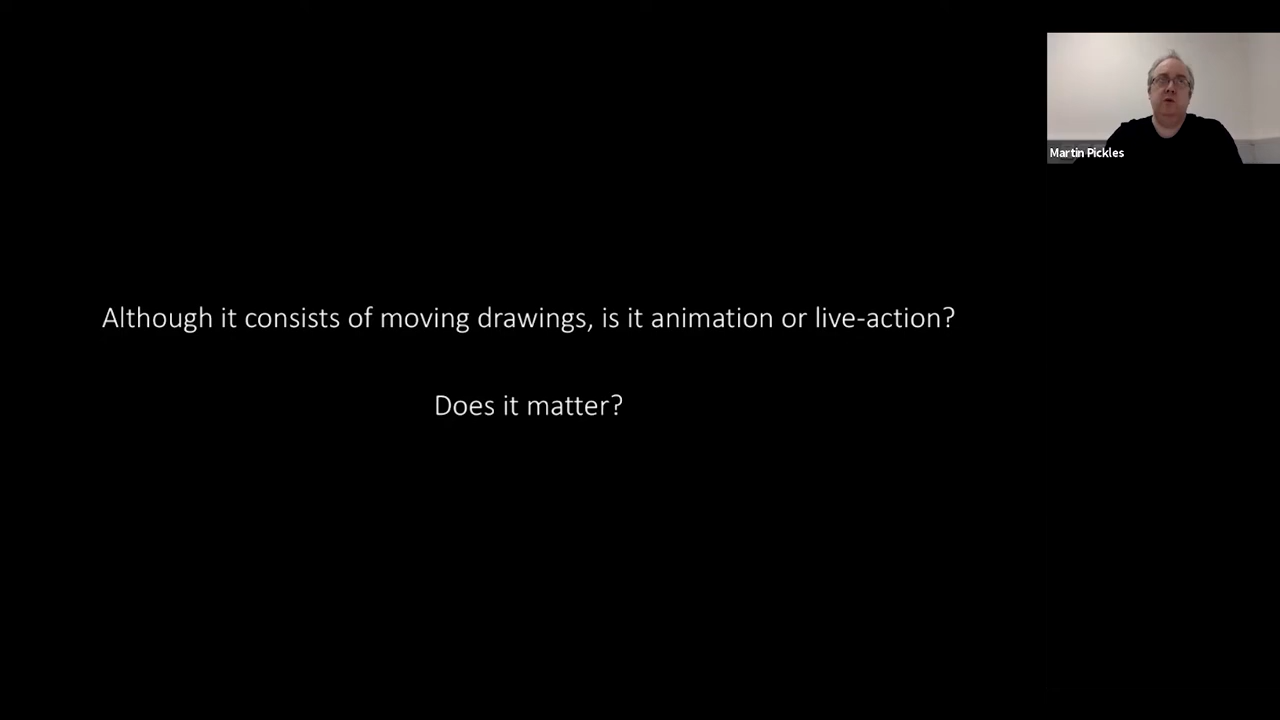 Martin Pickles
Although it consists of moving drawings, is it animation or live-action?
Does it matter?